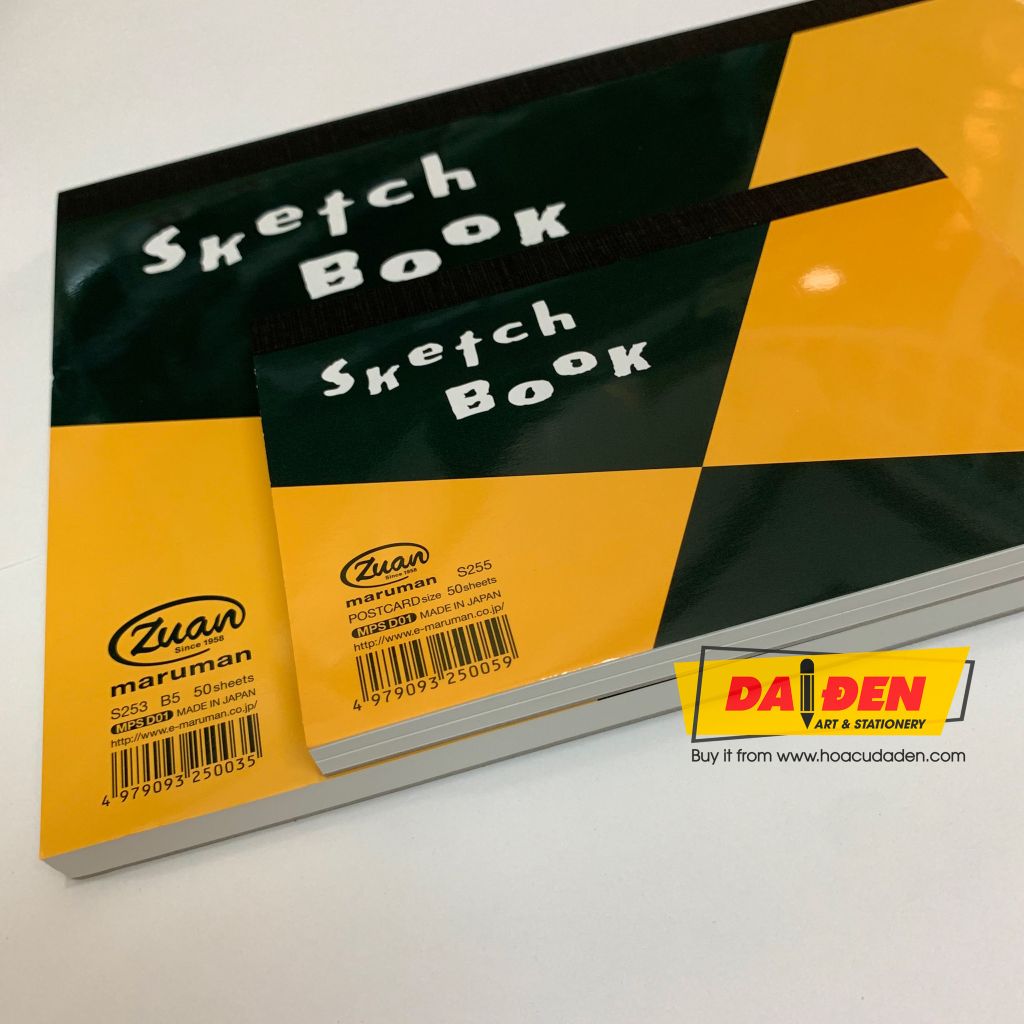 Sketch
Book
Sketch
Book
Zuan
Since 1958
maruman
S255
POSTCARD size 50 sheets
MPS D01 MADE IN JAPAN
http://www.e-maruman.co.jp/
4 979093 250059
Zuan
Since 1958
maruman
S253 B5 50 sheets
MPS D01 MADE IN JAPAN
http://www.e-maruman.co.jp/
4 979093 250035
DAĐEN
ART & STATIONERY
Buy it from www.hoacudaden.com